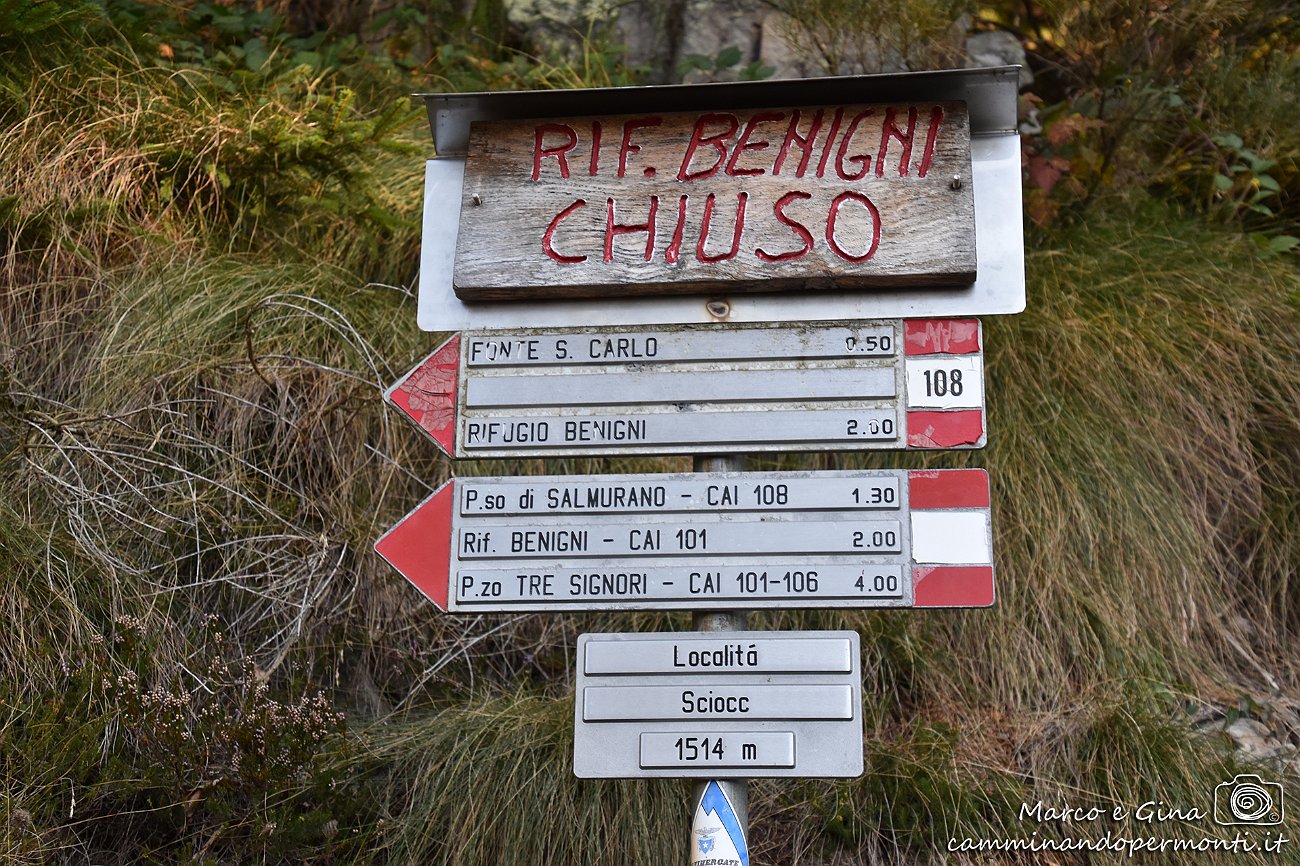 RIF. BENIGNI
CHIUSO
FONTE S. CARLO 0.50
108
RIFUGIO BENIGNI 2.00
P.so di SALMURANO - CAI 108 1.30
Rif. BENIGNI - CAI 101 2.00
P.zo TRE SIGNORI - CAI 101-106 4.00
Localitá
Sciocc
1514 m
Marco e Gina
camminandopermonti.it